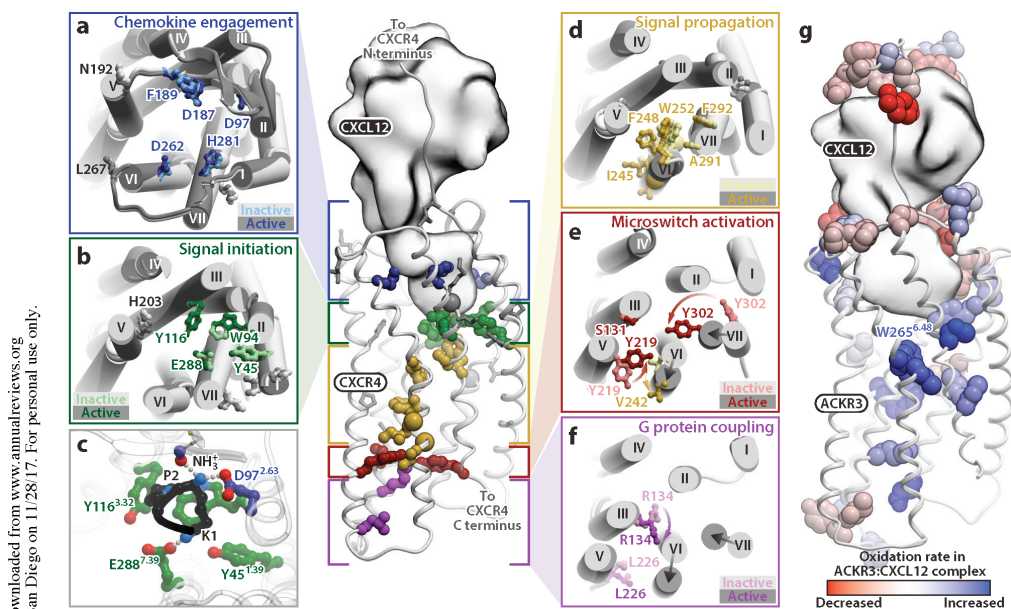 ownloaded from www.annualreviews.org
an Diego on 11/28/17. For personal use only.
a
Chemokine engagement
IV
III
N192
V
F189
D187
D97
II
D262
H281
L267
VI
I
VII
Inactive
Active
b
Signal initiation
IV
III
H203
V
Y116
W94
II
E288
Y45
VI
VII
Inactive
Active
c
NH3+
P2
D97^2.63
Y116^3.32
K1
E288^7.39
Y45^1.39
To
CXCR4
N terminus
CXCL12
CXCR4
To
CXCR4
C terminus
d
Signal propagation
IV
III
II
W252
F292
F248
V
VII
I
VI
A291
I245
Inactive
Active
e
Microswitch activation
IV
I
II
III
Y302
Y302
S131
VII
V
Y219
VI
Y219
V242
Inactive
Active
f
G protein coupling
IV
I
II
R134
III
R134
VI
VII
V
L226
L226
Inactive
Active
g
CXCL12
W265^6.48
ACKR3
Oxidation rate in
ACKR3:CXCL12 complex
Decreased
Increased